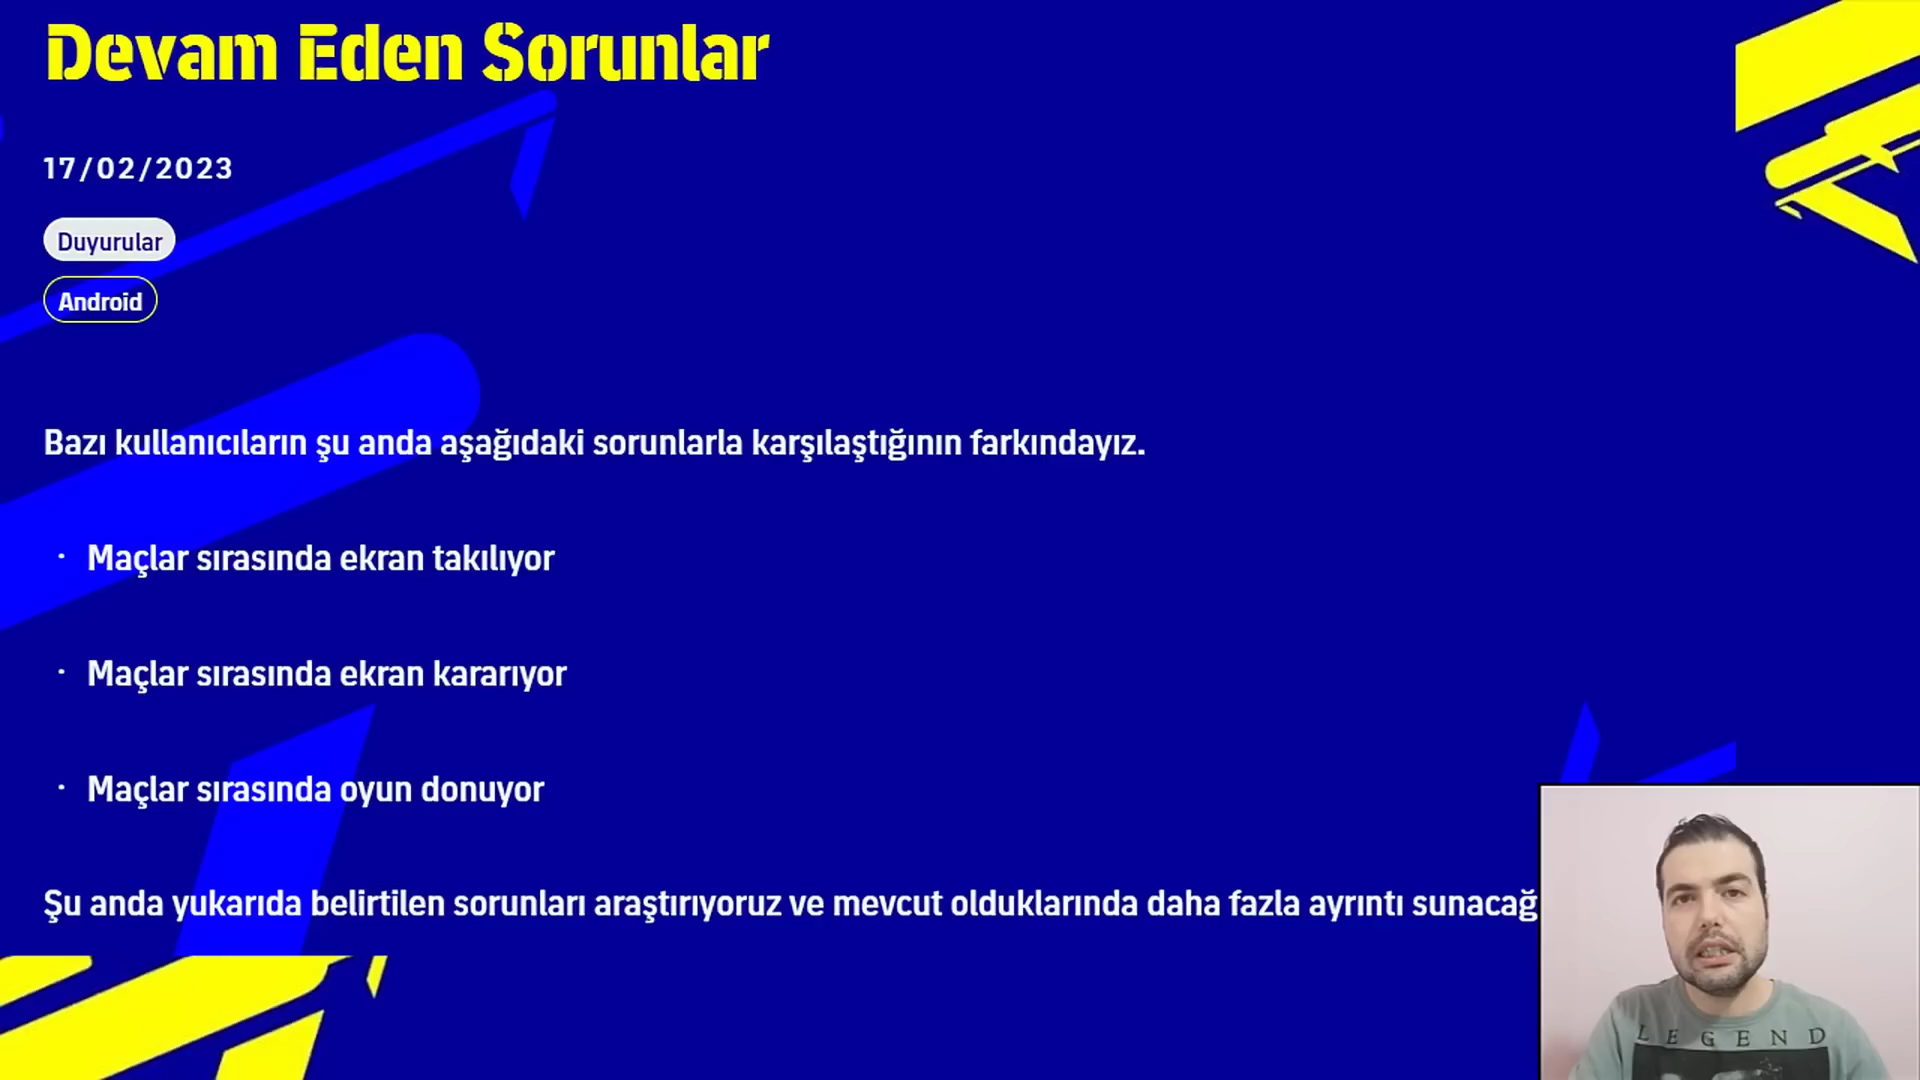 Devam Eden Sorunlar
17/02/2023
Duyurular
Android
Bazı kullanıcıların şu anda aşağıdaki sorunlarla karşılaştığının farkındayız.
· Maçlar sırasında ekran takılıyor
· Maçlar sırasında ekran kararıyor
· Maçlar sırasında oyun donuyor
Şu anda yukarıda belirtilen sorunları araştırıyoruz ve mevcut olduklarında daha fazla ayrıntı sunacağ
LEGEND